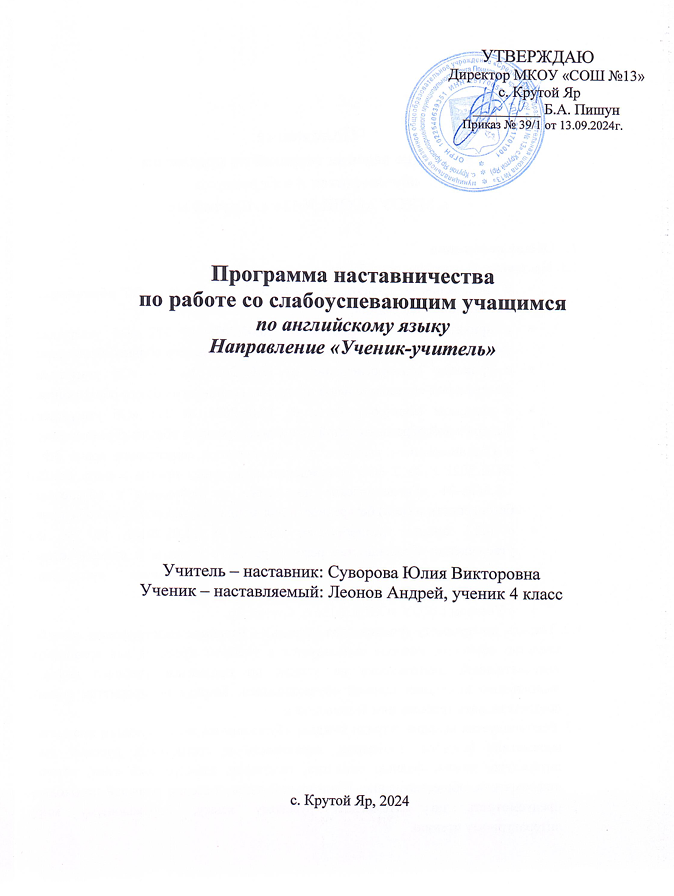 УТВЕРЖДАЮ
Директор МКОУ «СОШ №13»
с. Крутой Яр
Б.А. Пишун
Приказ № 39/1 от 13.09.2024г.
Программа наставничества
по работе со слабоуспевающим учащимся
по английскому языку
Направление «Ученик-учитель»
Учитель – наставник: Суворова Юлия Викторовна
Ученик – наставляемый: Леонов Андрей, ученик 4 класс
с. Крутой Яр, 2024